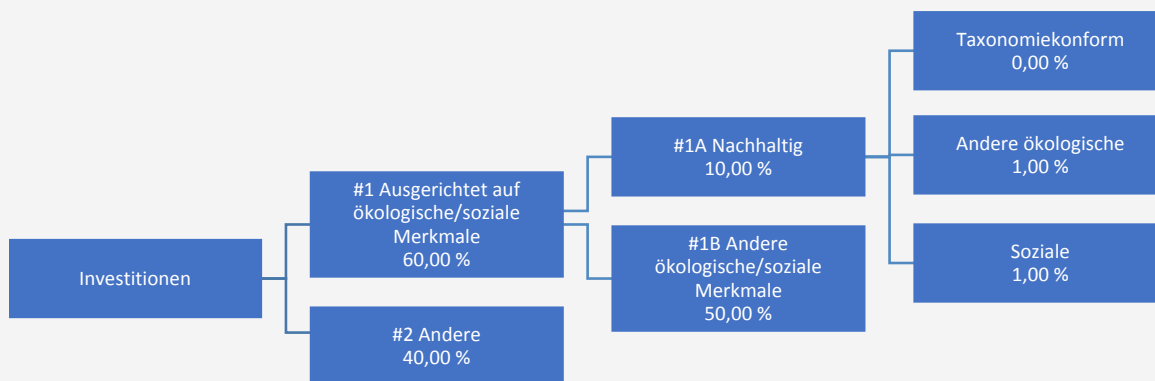 Investitionen
#1 Ausgerichtet auf
ökologische/soziale
Merkmale
60,00 %
#2 Andere
40,00 %
#1A Nachhaltig
10,00 %
#1B Andere
ökologische/soziale
Merkmale
50,00 %
Taxonomiekonform
0,00 %
Andere ökologische
1,00 %
Soziale
1,00 %